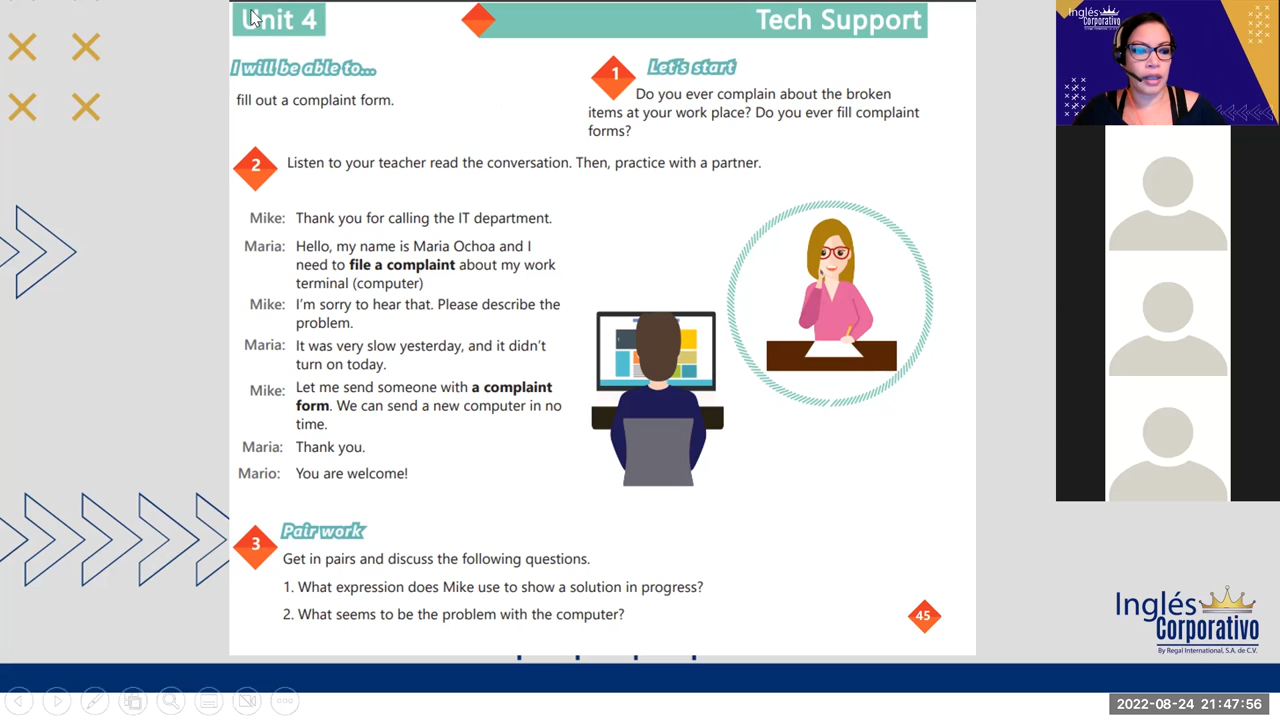 Unit 4
Tech Support
I will be able to...
fill out a complaint form.
1
Let's start
Do you ever complain about the broken
items at your work place? Do you ever fill complaint
forms?
2
Listen to your teacher read the conversation. Then, practice with a partner.
Mike: Thank you for calling the IT department.
Maria: Hello, my name is Maria Ochoa and I
need to file a complaint about my work
terminal (computer)
Mike: I'm sorry to hear that. Please describe the
problem.
Maria: It was very slow yesterday, and it didn't
turn on today.
Mike: Let me send someone with a complaint
form. We can send a new computer in no
time.
Maria: Thank you.
Mario: You are welcome!
3
Pair work
Get in pairs and discuss the following questions.
1. What expression does Mike use to show a solution in progress?
2. What seems to be the problem with the computer?
45
Inglés
Corporativo
Inglés
Corporativo
By Regal International, S.A. de C.V.
2022-08-24 21:47:56